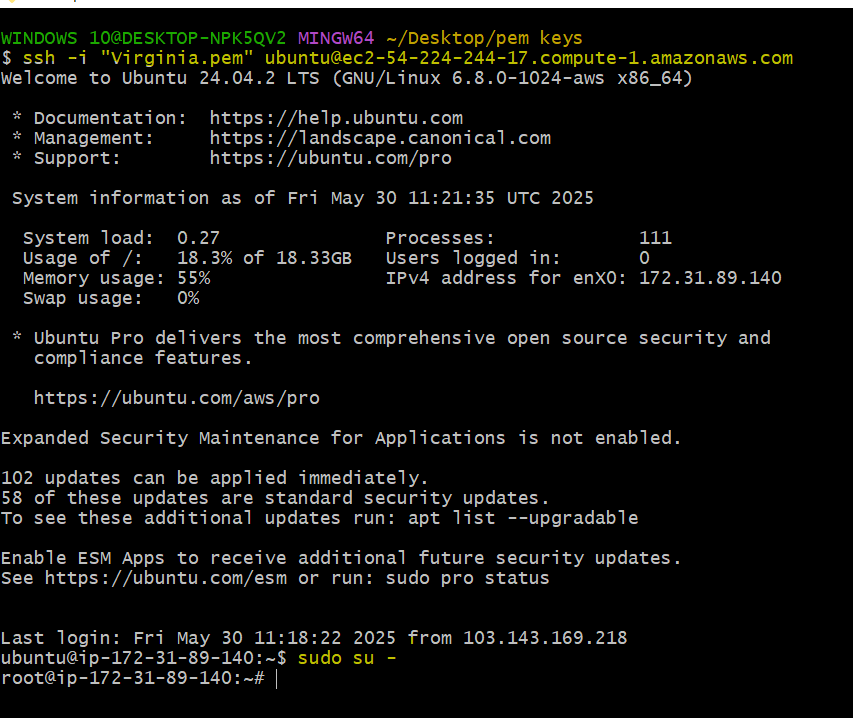 WINDOWS 10@DESKTOP-NPK5QV2 MINGW64 ~/Desktop/pem keys
$ ssh -i "Virginia.pem" ubuntu@ec2-54-224-244-17.compute-1.amazonaws.com
Welcome to Ubuntu 24.04.2 LTS (GNU/Linux 6.8.0-1024-aws x86_64)

 * Documentation:  https://help.ubuntu.com
 * Management:     https://landscape.canonical.com
 * Support:        https://ubuntu.com/pro

 System information as of Fri May 30 11:21:35 UTC 2025

  System load:  0.27               Processes:             111
  Usage of /:   18.3% of 18.33GB   Users logged in:       0
  Memory usage: 55%                IPv4 address for enX0: 172.31.89.140
  Swap usage:   0%

 * Ubuntu Pro delivers the most comprehensive open source security and
   compliance features.

   https://ubuntu.com/aws/pro

Expanded Security Maintenance for Applications is not enabled.

102 updates can be applied immediately.
58 of these updates are standard security updates.
To see these additional updates run: apt list --upgradable

Enable ESM Apps to receive additional future security updates.
See https://ubuntu.com/esm or run: sudo pro status

Last login: Fri May 30 11:18:22 2025 from 103.143.169.218
ubuntu@ip-172-31-89-140:~$ sudo su -
root@ip-172-31-89-140:~#